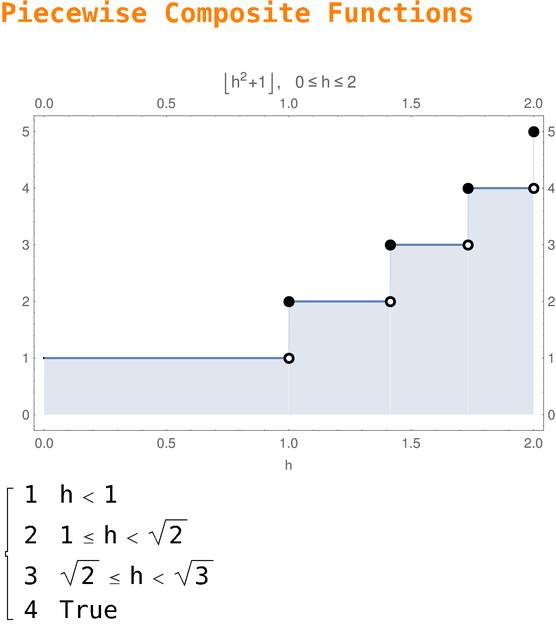 Piecewise Composite Functions
⌊h²+1⌋, 0 ≤ h ≤ 2
0.0 0.5 1.0 1.5 2.0
5 5
4 4
3 3
2 2
1 1
0 0
0.0 0.5 1.0 1.5 2.0
h
1 h < 1
2 1 ≤ h < √2
3 √2 ≤ h < √3
4 True